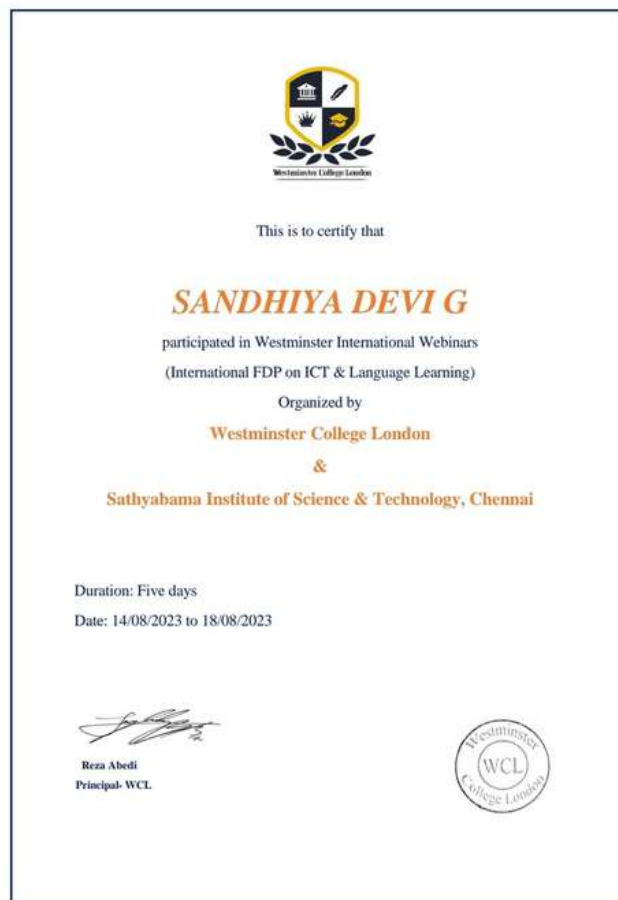 Westminster College London
This is to certify that
SANDHIYA DEVI G
participated in Westminster International Webinars
(International FDP on ICT & Language Learning)
Organized by
Westminster College London
&
Sathyabama Institute of Science & Technology, Chennai
Duration: Five days
Date: 14/08/2023 to 18/08/2023
Reza Abedi
Principal- WCL
Westminster
WCL
College London